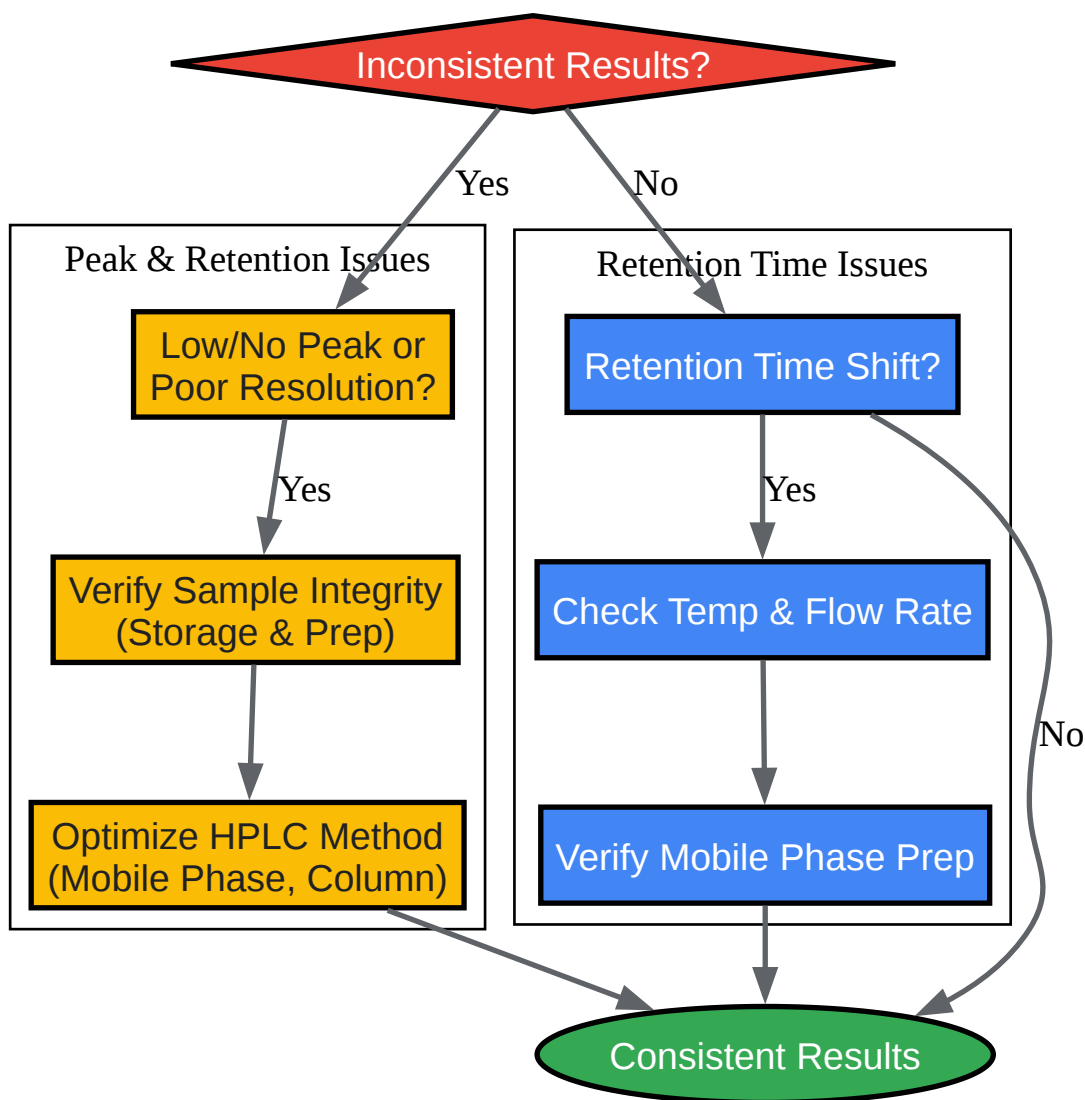 Inconsistent Results?
Yes
No
Peak & Retention Issues
Low/No Peak or
Poor Resolution?
Yes
Verify Sample Integrity
(Storage & Prep)
Optimize HPLC Method
(Mobile Phase, Column)
Retention Time Issues
Retention Time Shift?
Yes
Check Temp & Flow Rate
No
Verify Mobile Phase Prep
Consistent Results